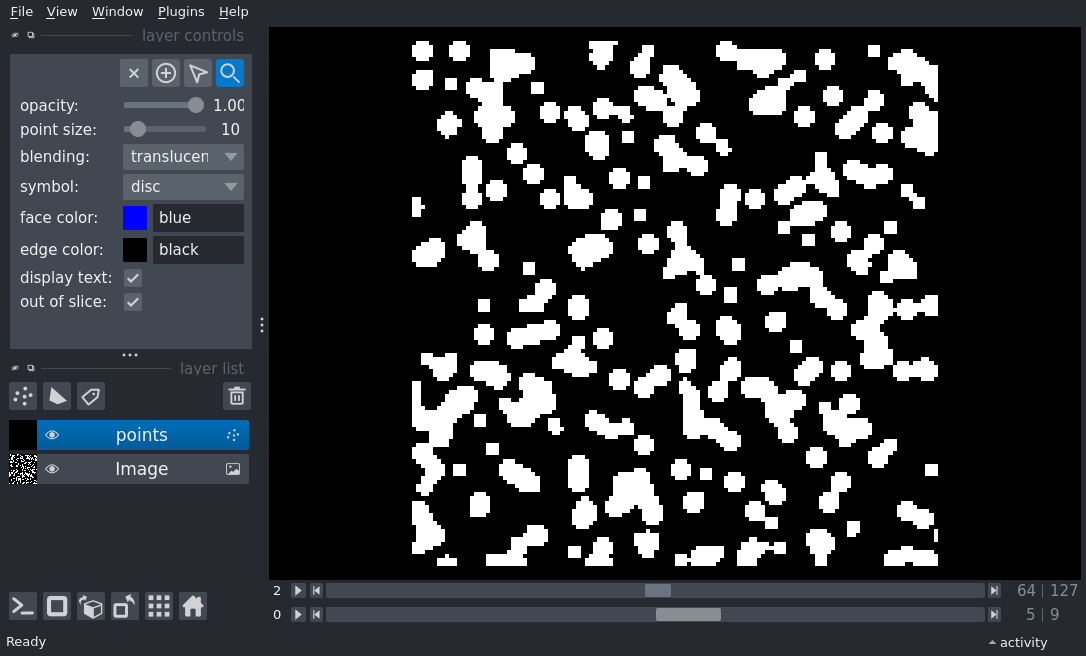 File View Window Plugins Help
layer controls
opacity: 1.00
point size: 10
blending: translucen
symbol: disc
face color: blue
edge color: black
display text:
out of slice:
layer list
points
Image
2 64 | 127
0 5 | 9
Ready activity